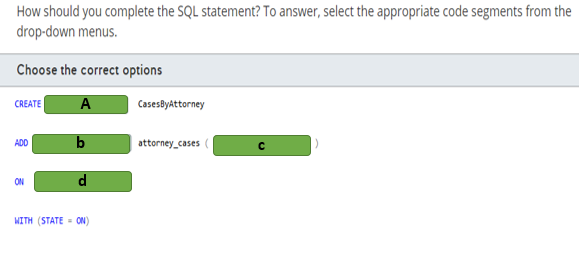 How should you complete the SQL statement? To answer, select the appropriate code segments from the
drop-down menus.
Choose the correct options
CREATE A CasesByAttorney
ADD b attorney_cases ( c )
ON d
WITH (STATE = ON)